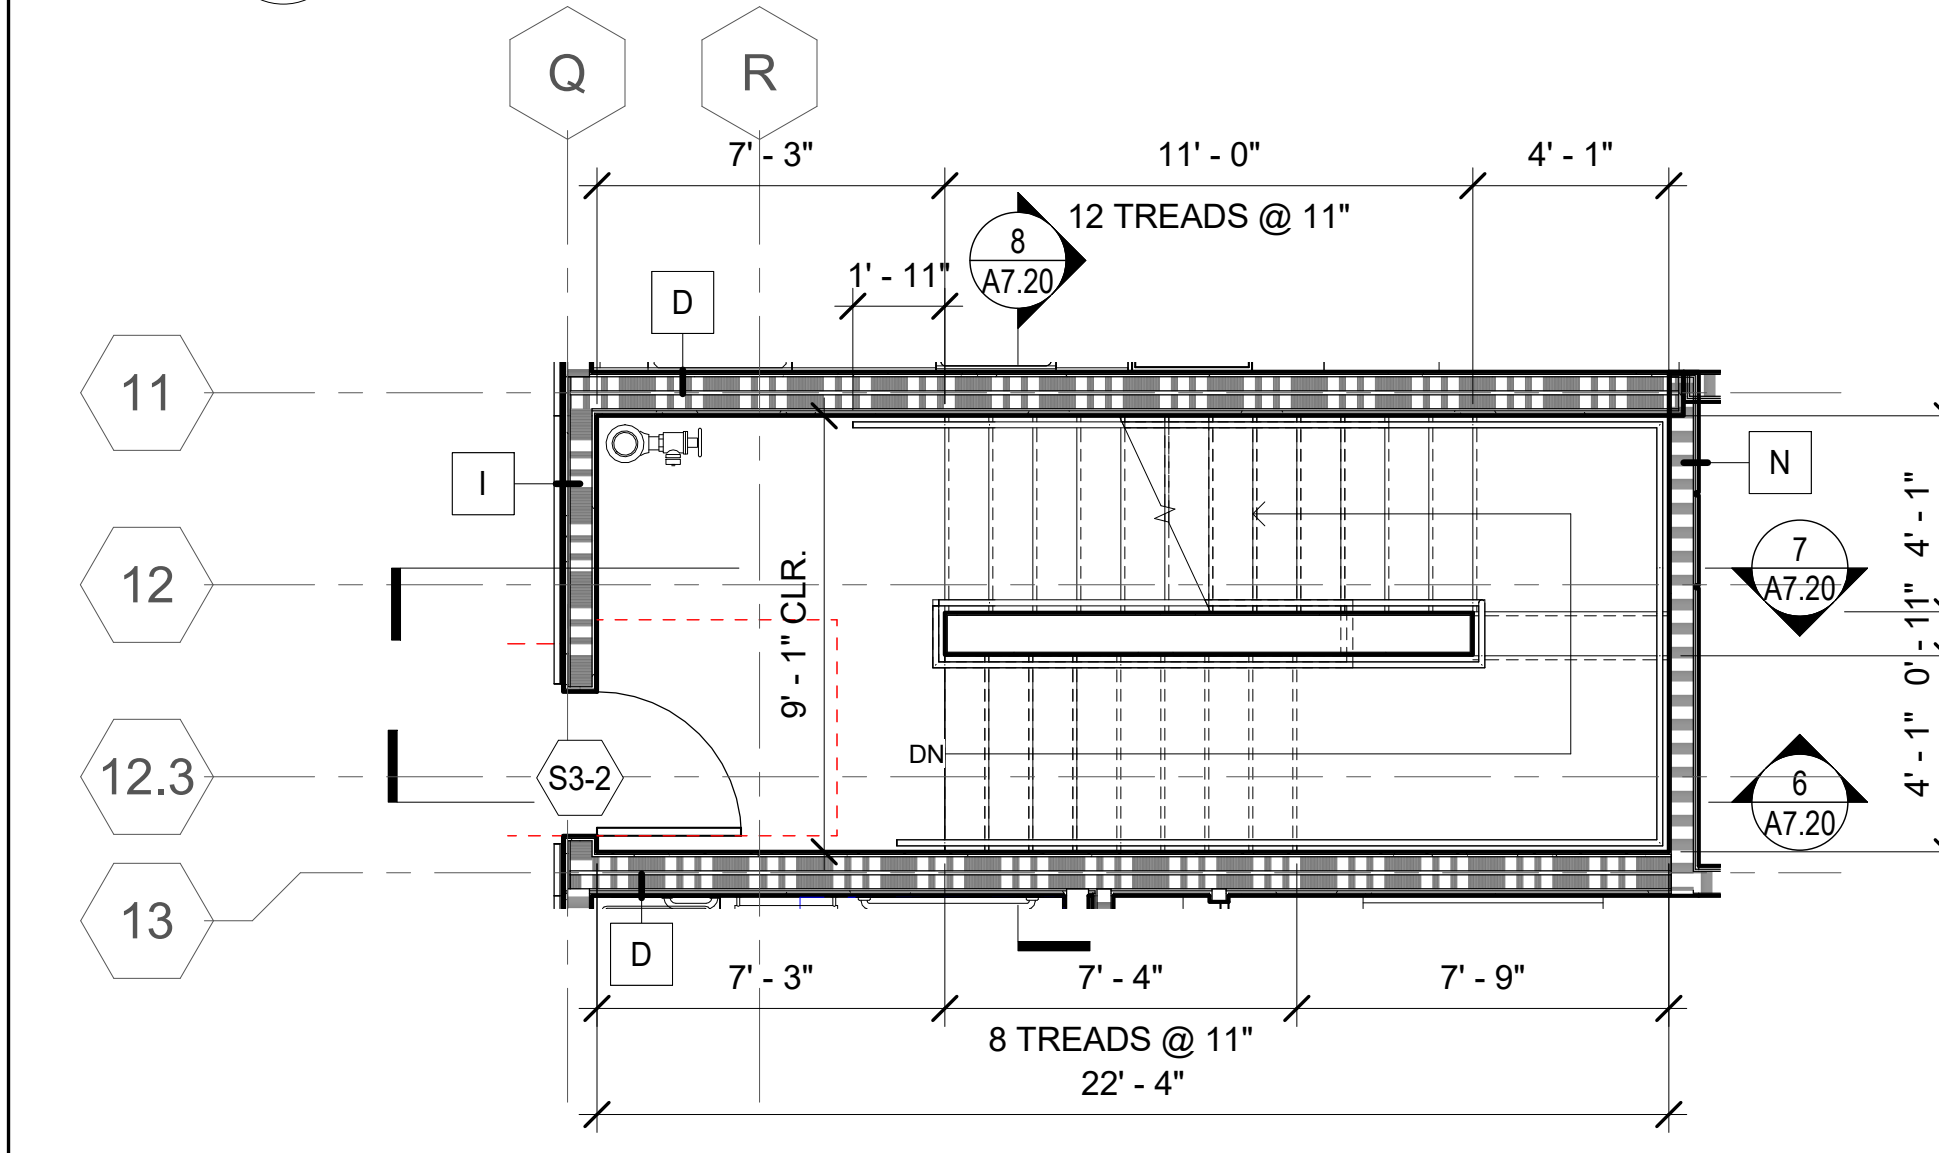 Q
R
7' - 3"
11' - 0"
4' - 1"
12 TREADS @ 11"
8
A7.20
1' - 11"
D
11
I
N
12
9' - 1" CLR.
7
A7.20
4' - 1"
0' - 11"
4' - 1"
DN
12.3
S3-2
6
A7.20
13
D
7' - 3"
7' - 4"
7' - 9"
8 TREADS @ 11"
22' - 4"